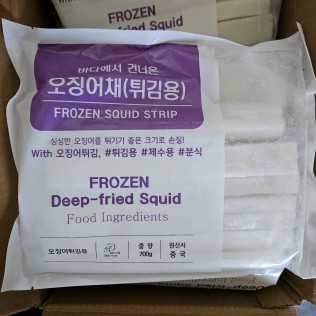 FROZEN
바다에서 건너온
오징어채(튀김용)
FROZEN SQUID STRIP
싱싱한 오징어를 튀기기 좋은 크기로 손질!
With 오징어튀김, #튀김용 #제수용 #분식
FROZEN
Deep-fried Squid
Food Ingredients
오징어튀김용
중 량
700g
원산지
중 국